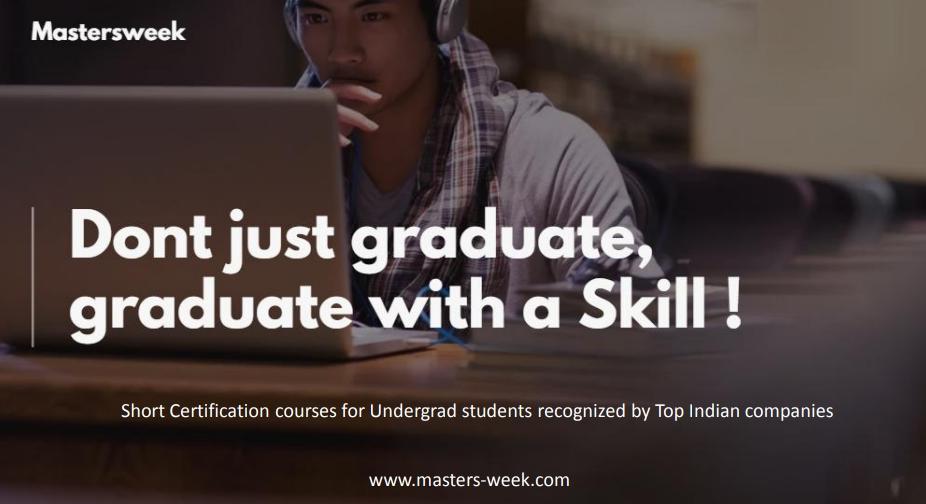 Mastersweek
Dont just graduate,
graduate with a Skill !
Short Certification courses for Undergrad students recognized by Top Indian companies
www.masters-week.com